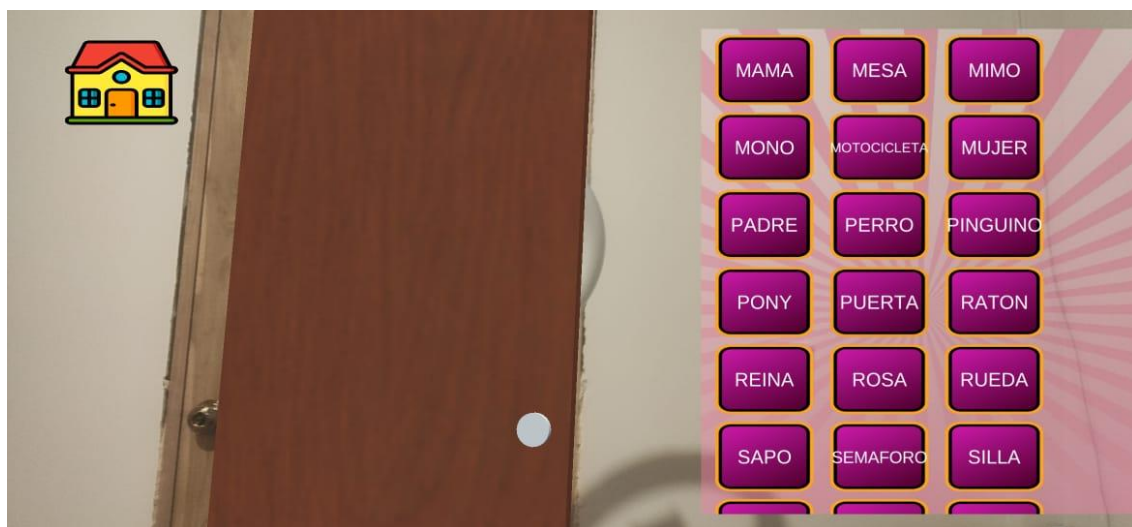 MAMA MESA MIMO
MONO MOTOCICLETA MUJER
PADRE PERRO PINGUINO
PONY PUERTA RATON
REINA ROSA RUEDA
SAPO SEMAFORO SILLA